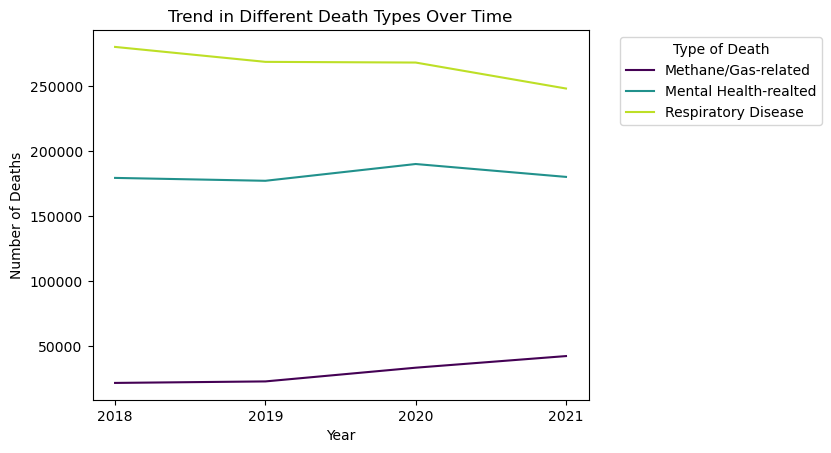 Trend in Different Death Types Over Time
Type of Death
Methane/Gas-related
Mental Health-realted
Respiratory Disease
Number of Deaths
250000
200000
150000
100000
50000
2018
2019
2020
2021
Year